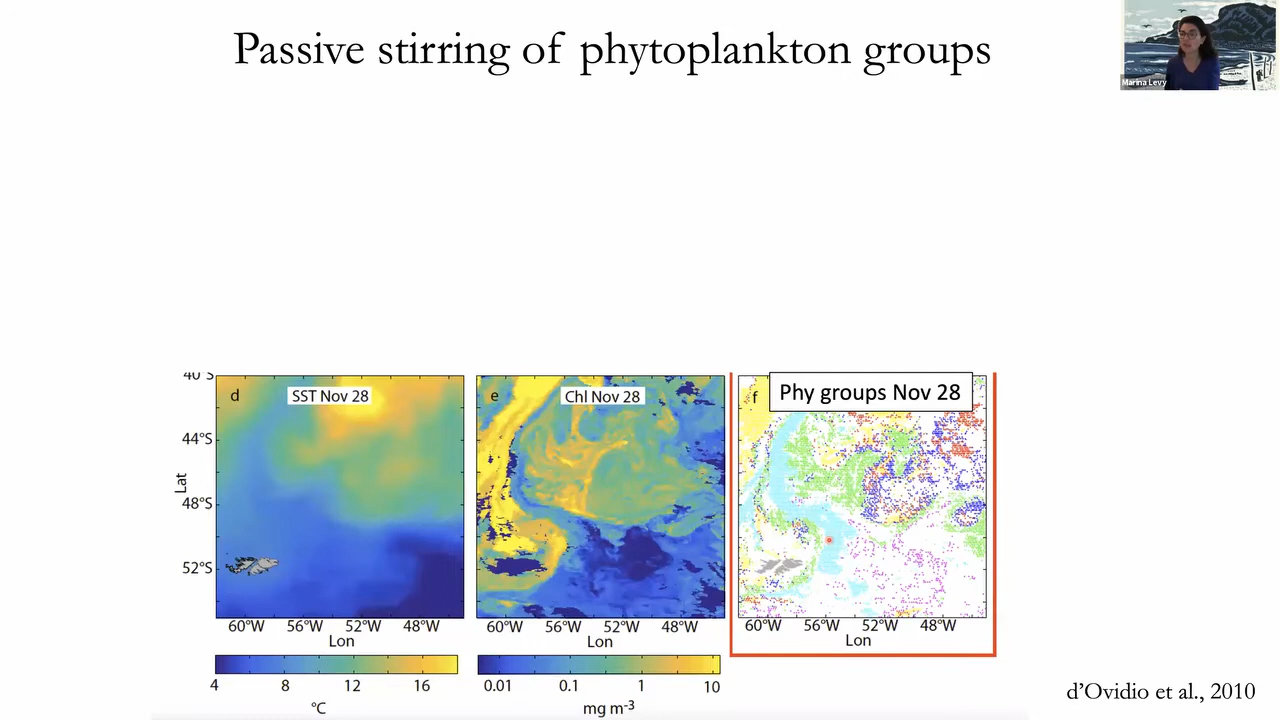 Passive stirring of phytoplankton groups
Marina Levy
d SST Nov 28
e Chl Nov 28
f Phy groups Nov 28
40°S
44°S
48°S
52°S
Lat
60°W 56°W 52°W 48°W
Lon
60°W 56°W 52°W 48°W
Lon
60°W 56°W 52°W 48°W
Lon
4 8 12 16
°C
0.01 0.1 1 10
mg m-3
d'Ovidio et al., 2010